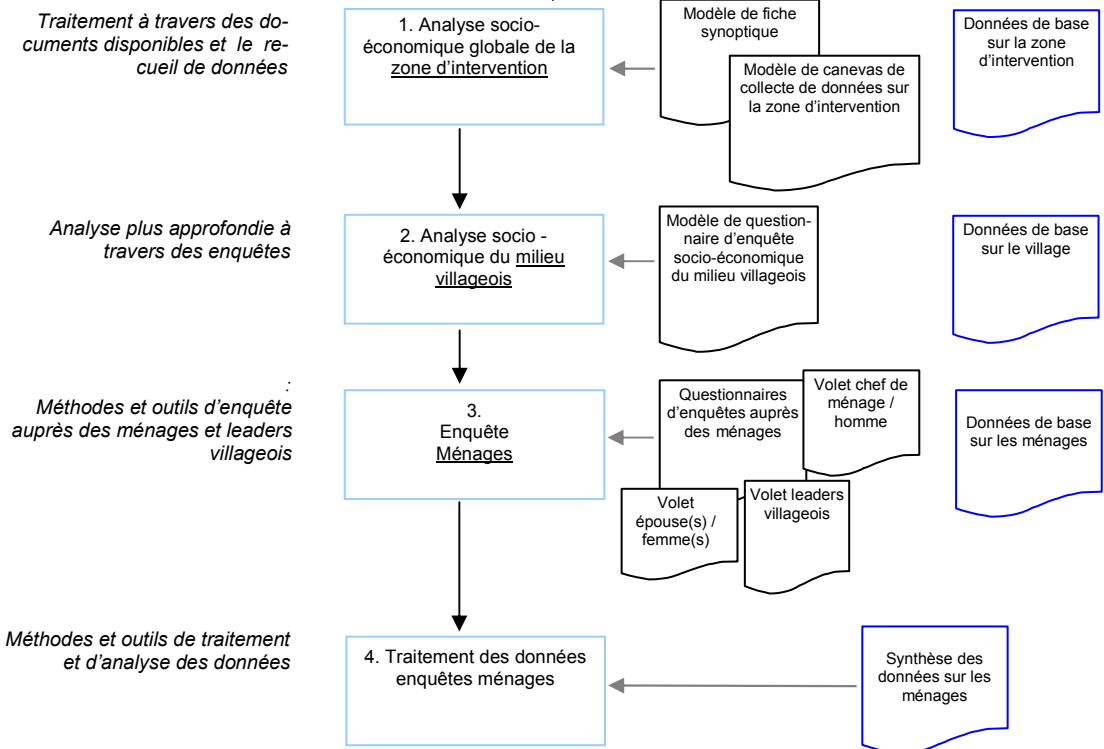 Traitement à travers des do-
cuments disponibles et le re-
cueil de données
1. Analyse socio-
économique globale de la
zone d'intervention
Modèle de fiche
synoptique
Modèle de canevas de
collecte de données sur
la zone d'intervention
Données de base
sur la zone
d'intervention
Analyse plus approfondie à
travers des enquêtes
2. Analyse socio -
économique du milieu
villageois
Modèle de question-
naire d'enquête
socio-économique
du milieu villageois
Données de base
sur le village
:
Méthodes et outils d'enquête
auprès des ménages et leaders
villageois
3.
Enquête
Ménages
Questionnaires
d'enquêtes auprès
des ménages
Volet chef de
ménage /
homme
Volet
épouse(s) /
femme(s)
Volet leaders
villageois
Données de base
sur les ménages
Méthodes et outils de traitement
et d'analyse des données
4. Traitement des données
enquêtes ménages
Synthèse des
données sur les
ménages